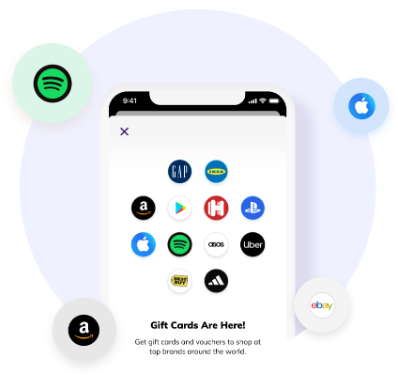 9:41
GAP
IKEA
a
a
asos
Uber
BEST
BUY
Gift Cards Are Here!
Get gift cards and vouchers to shop at
top brands around the world.
ebay
a